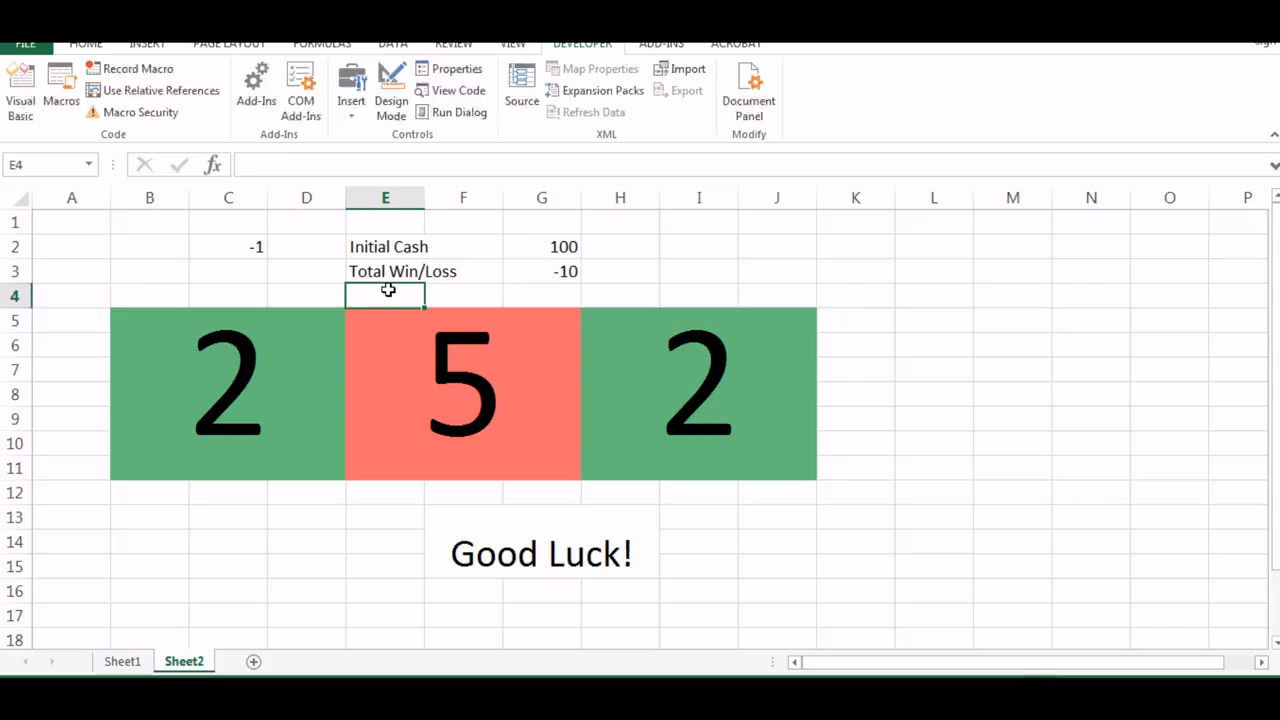 FILE HOME INSERT PAGE LAYOUT FORMULAS DATA REVIEW VIEW DEVELOPER ADD-INS ACROBAT
Visual Basic
Macros
Record Macro
Use Relative References
Macro Security
Code
Add-Ins
COM Add-Ins
Add-Ins
Insert
Design Mode
Properties
View Code
Run Dialog
Controls
Source
Map Properties
Expansion Packs
Refresh Data
Import
Export
XML
Document Panel
Modify
E4 fx
A B C D E F G H I J K L M N O P
1
2 -1 Initial Cash 100
3 Total Win/Loss -10
4
5
6
7
8
9
10
11
2 5 2
12
13
14
15
Good Luck!
16
17
18
Sheet1 Sheet2